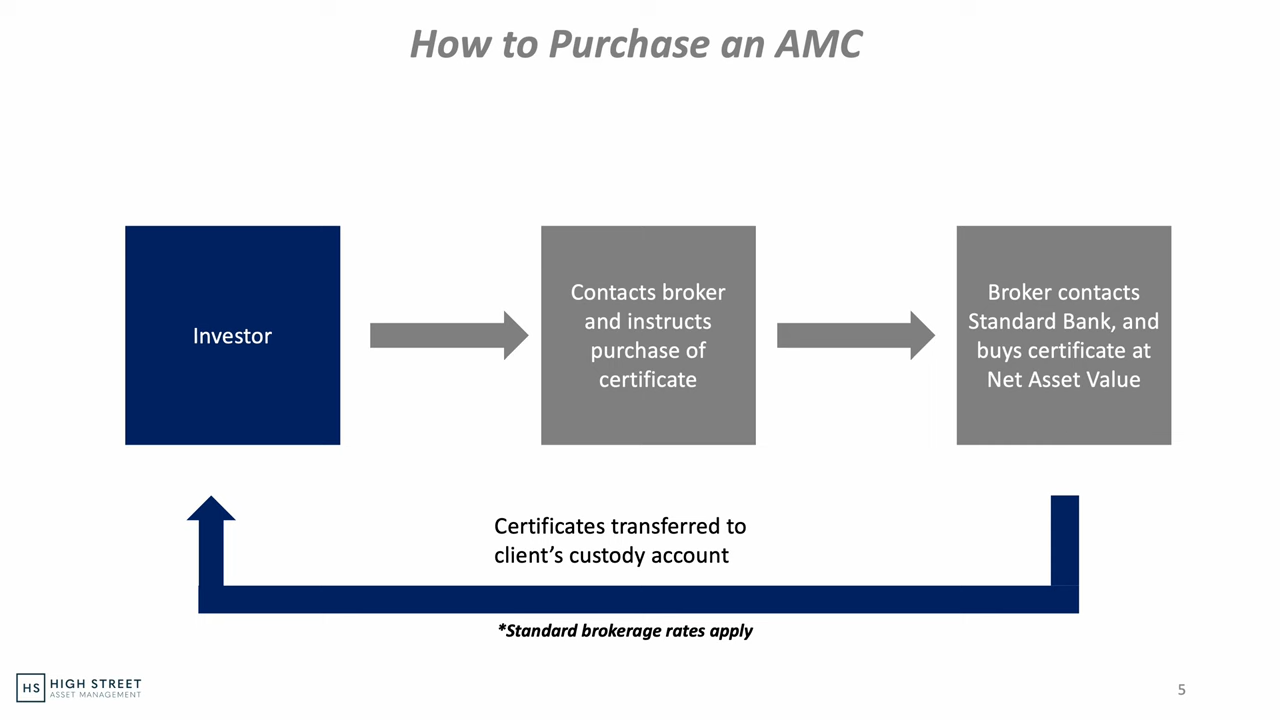 How to Purchase an AMC
Investor
Contacts broker
and instructs
purchase of
certificate
Broker contacts
Standard Bank, and
buys certificate at
Net Asset Value
Certificates transferred to
client’s custody account
*Standard brokerage rates apply
HS
HIGH STREET
ASSET MANAGEMENT
5